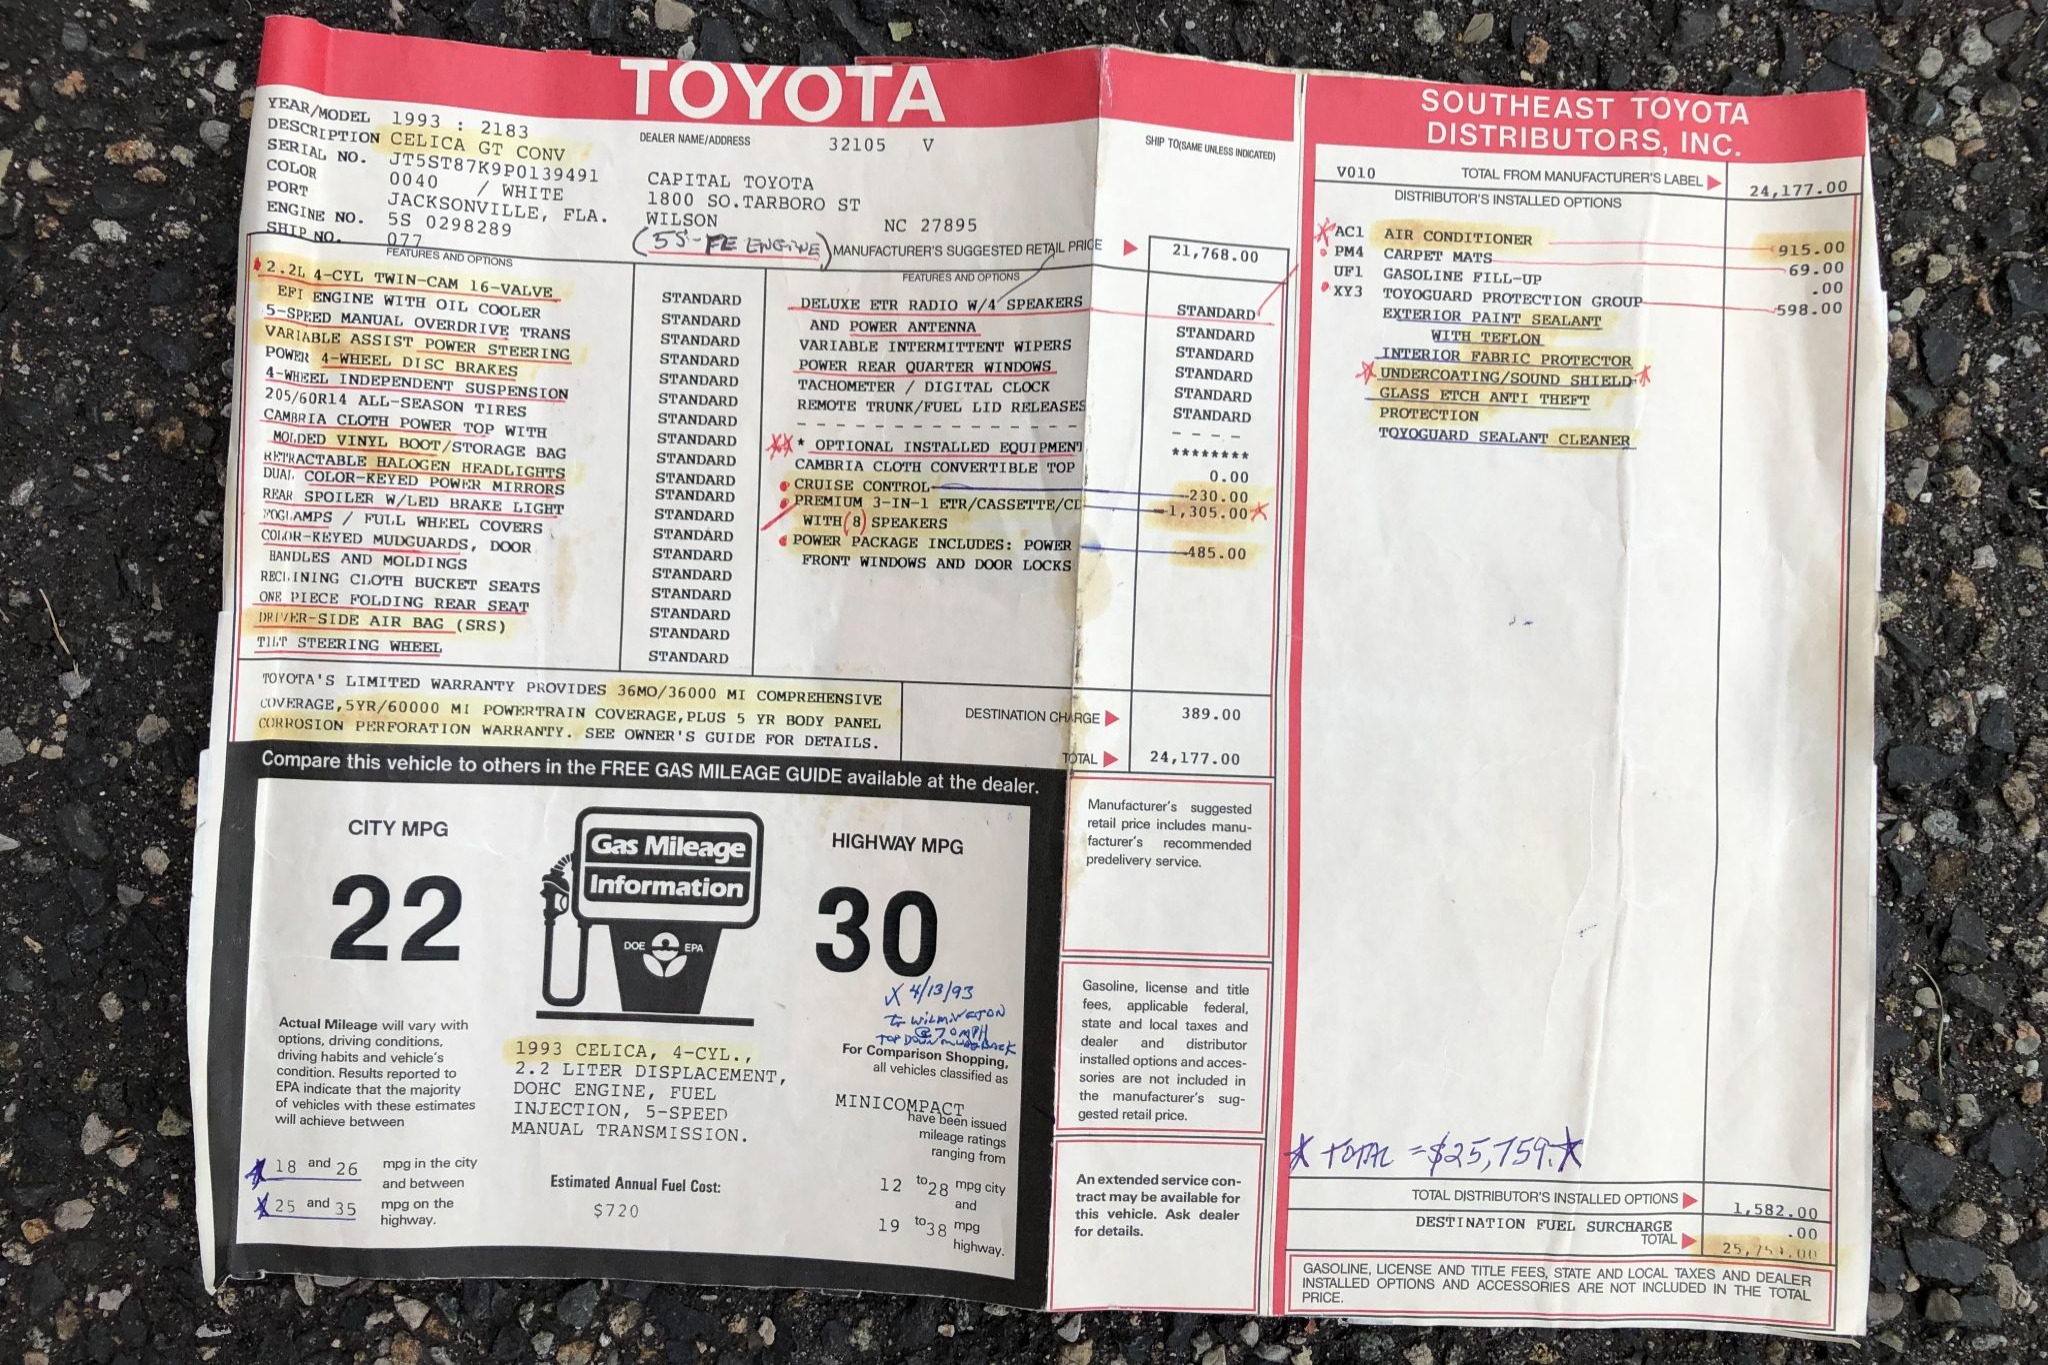 TOYOTA
YEAR/MODEL 1993 : 2183
DESCRIPTION CELICA GT CONV
SERIAL NO. JT5ST87K9P0139491
COLOR 0040 / WHITE
PORT JACKSONVILLE, FLA.
ENGINE NO. 5S 0298289
SHIP NO. 077
DEALER NAME/ADDRESS 32105 V
CAPITAL TOYOTA
1800 SO.TARBORO ST
WILSON NC 27895
SHIP TO(SAME UNLESS INDICATED)
(5S-FE ENGINE)
MANUFACTURER'S SUGGESTED RETAIL PRICE 21,768.00
FEATURES AND OPTIONS
2.2L 4-CYL TWIN-CAM 16-VALVE STANDARD
EFI ENGINE WITH OIL COOLER STANDARD
5-SPEED MANUAL OVERDRIVE TRANS STANDARD
VARIABLE ASSIST POWER STEERING STANDARD
POWER 4-WHEEL DISC BRAKES STANDARD
4-WHEEL INDEPENDENT SUSPENSION STANDARD
205/60R14 ALL-SEASON TIRES STANDARD
CAMBRIA CLOTH POWER TOP WITH STANDARD
MOLDED VINYL BOOT/STORAGE BAG STANDARD
RETRACTABLE HALOGEN HEADLIGHTS STANDARD
DUAL COLOR-KEYED POWER MIRRORS STANDARD
REAR SPOILER W/LED BRAKE LIGHT STANDARD
FOGLAMPS / FULL WHEEL COVERS STANDARD
COLOR-KEYED MUDGUARDS, DOOR STANDARD
HANDLES AND MOLDINGS STANDARD
RECLINING CLOTH BUCKET SEATS STANDARD
ONE PIECE FOLDING REAR SEAT STANDARD
DRIVER-SIDE AIR BAG (SRS) STANDARD
TILT STEERING WHEEL STANDARD
FEATURES AND OPTIONS
DELUXE ETR RADIO W/4 SPEAKERS STANDARD
AND POWER ANTENNA STANDARD
VARIABLE INTERMITTENT WIPERS STANDARD
POWER REAR QUARTER WINDOWS STANDARD
TACHOMETER / DIGITAL CLOCK STANDARD
REMOTE TRUNK/FUEL LID RELEASES STANDARD
- - - - - - - - - - - - - - - - - - -
* OPTIONAL INSTALLED EQUIPMENT ********
CAMBRIA CLOTH CONVERTIBLE TOP 0.00
CRUISE CONTROL 230.00
PREMIUM 3-IN-1 ETR/CASSETTE/CD 1,305.00
WITH (8) SPEAKERS
POWER PACKAGE INCLUDES: POWER 485.00
FRONT WINDOWS AND DOOR LOCKS
TOYOTA'S LIMITED WARRANTY PROVIDES 36MO/36000 MI COMPREHENSIVE
COVERAGE,5YR/60000 MI POWERTRAIN COVERAGE,PLUS 5 YR BODY PANEL
CORROSION PERFORATION WARRANTY. SEE OWNER'S GUIDE FOR DETAILS.
DESTINATION CHARGE 389.00
TOTAL 24,177.00
Compare this vehicle to others in the FREE GAS MILEAGE GUIDE available at the dealer.
CITY MPG
22
Gas Mileage
Information
DOE EPA
HIGHWAY MPG
30
4/13/93
to WILMINGTON
@ 70 MPH
Actual Mileage will vary with
options, driving conditions,
driving habits and vehicle's
condition. Results reported to
EPA indicate that the majority
of vehicles with these estimates
will achieve between
18 and 26 mpg in the city
and between
25 and 35 mpg on the
highway.
1993 CELICA, 4-CYL.,
2.2 LITER DISPLACEMENT,
DOHC ENGINE, FUEL
INJECTION, 5-SPEED
MANUAL TRANSMISSION.
Estimated Annual Fuel Cost:
$720
For Comparison Shopping,
all vehicles classified as
MINICOMPACT
have been issued
mileage ratings
ranging from
12 to 28 mpg city
and
19 to 38 mpg
highway.
Manufacturer's suggested
retail price includes manu-
facturer's recommended
predelivery service.
Gasoline, license and title
fees, applicable federal,
state and local taxes and
dealer and distributor
installed options and acces-
sories are not included in
the manufacturer's sug-
gested retail price.
An extended service con-
tract may be available for
this vehicle. Ask dealer
for details.
SOUTHEAST TOYOTA
DISTRIBUTORS, INC.
V010 TOTAL FROM MANUFACTURER'S LABEL 24,177.00
DISTRIBUTOR'S INSTALLED OPTIONS
AC1 AIR CONDITIONER 915.00
PM4 CARPET MATS 69.00
UF1 GASOLINE FILL-UP .00
XY3 TOYOGUARD PROTECTION GROUP 598.00
EXTERIOR PAINT SEALANT
WITH TEFLON
INTERIOR FABRIC PROTECTOR
UNDERCOATING/SOUND SHIELD
GLASS ETCH ANTI THEFT
PROTECTION
TOYOGUARD SEALANT CLEANER
TOTAL = $25,759.
TOTAL DISTRIBUTOR'S INSTALLED OPTIONS 1,582.00
DESTINATION FUEL SURCHARGE .00
TOTAL
GASOLINE, LICENSE AND TITLE FEES, STATE AND LOCAL TAXES AND DEALER
INSTALLED OPTIONS AND ACCESSORIES ARE NOT INCLUDED IN THE TOTAL
PRICE.